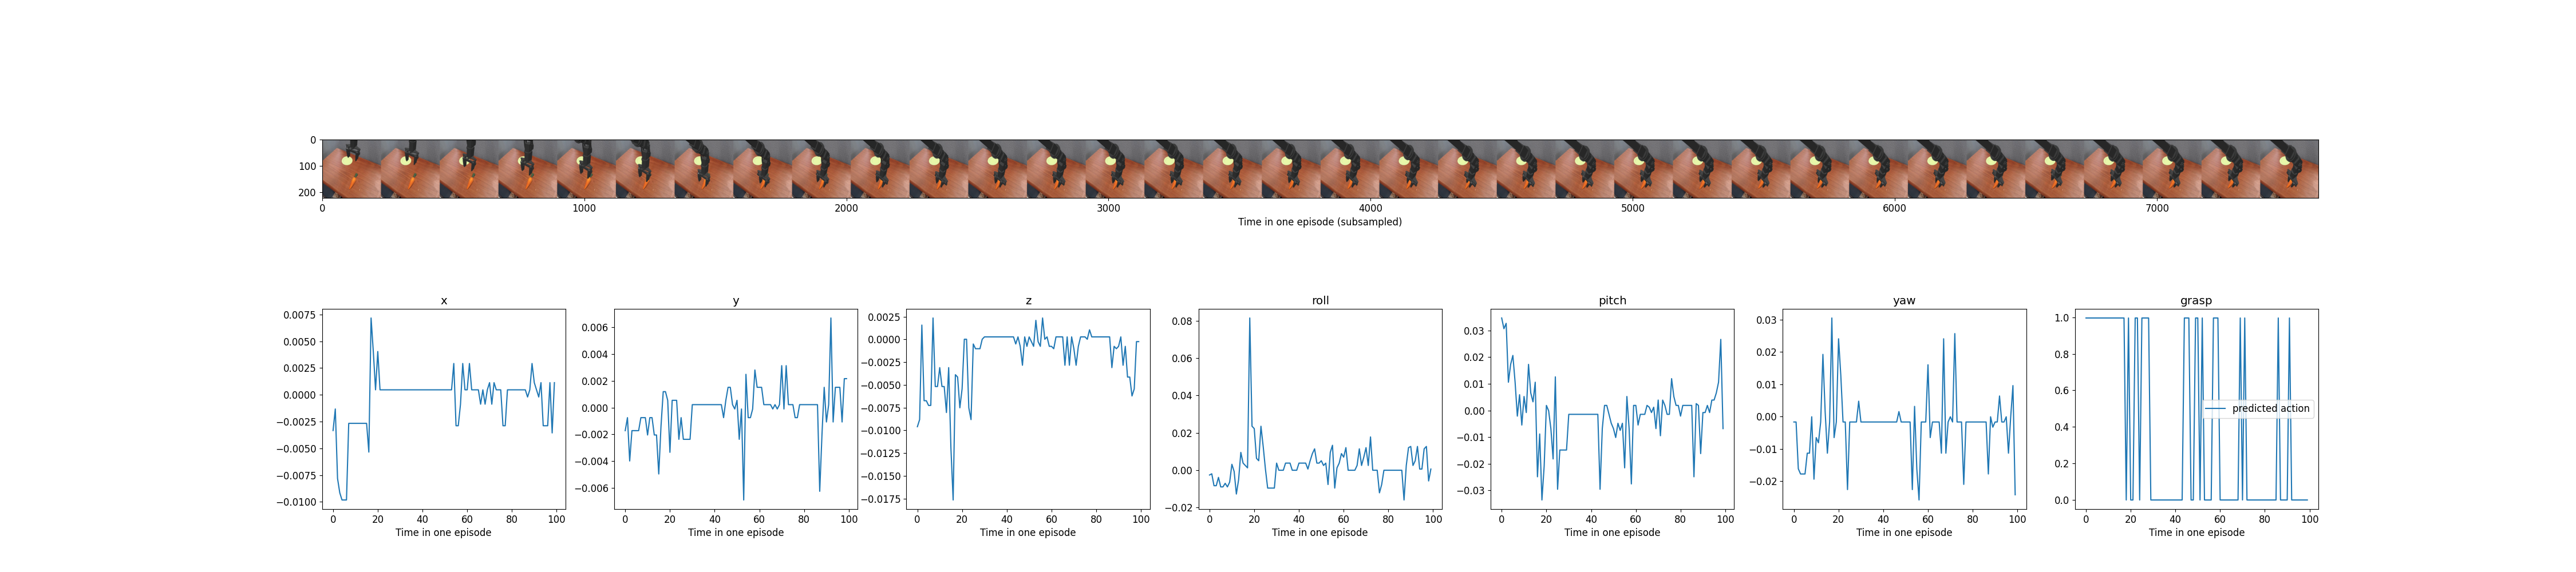 0
100
200
0 1000 2000 3000 4000 5000 6000 7000
Time in one episode (subsampled)
x
0.0075
0.0050
0.0025
0.0000
−0.0025
−0.0050
−0.0075
−0.0100
0 20 40 60 80 100
Time in one episode
y
0.006
0.004
0.002
0.000
−0.002
−0.004
−0.006
0 20 40 60 80 100
Time in one episode
z
0.0025
0.0000
−0.0025
−0.0050
−0.0075
−0.0100
−0.0125
−0.0150
−0.0175
0 20 40 60 80 100
Time in one episode
roll
0.08
0.06
0.04
0.02
0.00
−0.02
0 20 40 60 80 100
Time in one episode
pitch
0.03
0.02
0.01
0.00
−0.01
−0.02
−0.03
0 20 40 60 80 100
Time in one episode
yaw
0.03
0.02
0.01
0.00
−0.01
−0.02
0 20 40 60 80 100
Time in one episode
grasp
1.0
0.8
0.6
0.4
0.2
0.0
predicted action
0 20 40 60 80 100
Time in one episode